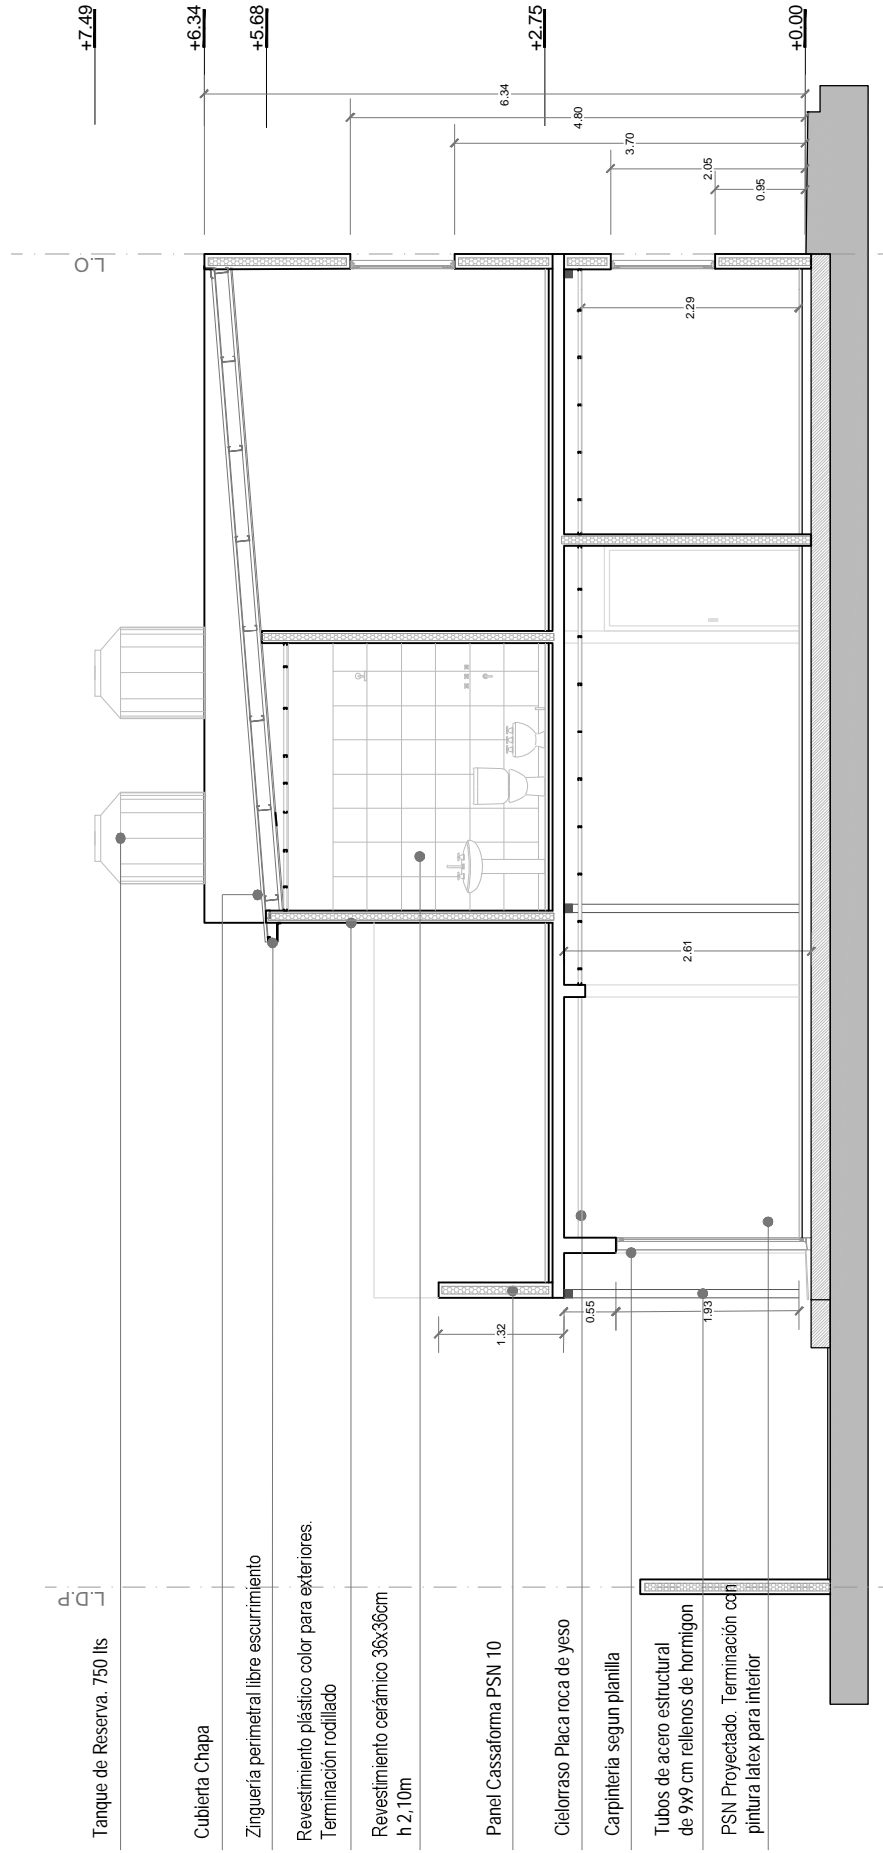 +7.49
+6.34
+5.68
+2.75
+0.00
6.34
4.80
3.70
2.05
0.95
L.O
2.29
2.61
0.55
1.93
1.32
L.D.P
Tanque de Reserva. 750 lts
Cubierta Chapa
Zinguería perimetral libre escurrimiento
Revestimiento plástico color para exteriores.
Terminación rodillado
Revestimiento cerámico 36x36cm
h 2,10m
Panel Cassaforma PSN 10
Cielorraso Placa roca de yeso
Carpintería segun planilla
Tubos de acero estructural
de 9x9 cm rellenos de hormigon
PSN Proyectado. Terminación con
pintura latex para interior